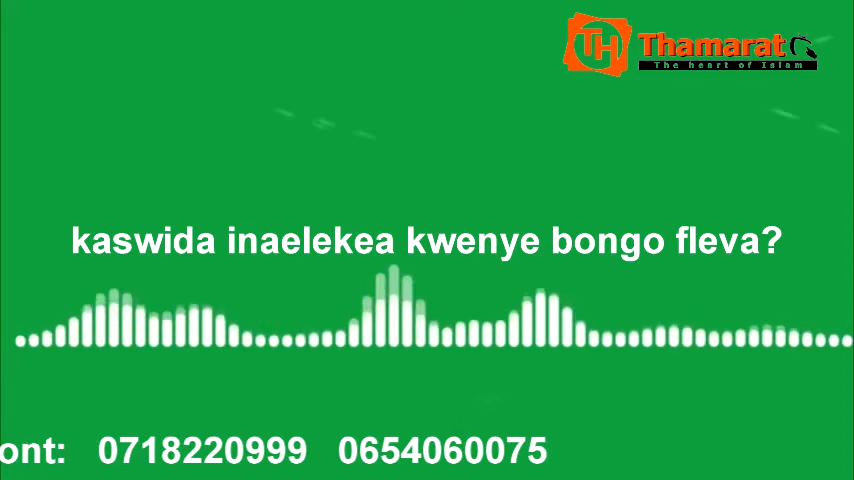 TH Thamarat
The heart of Islam
kaswida inaelekea kwenye bongo fleva?
ont: 0718220999 0654060075